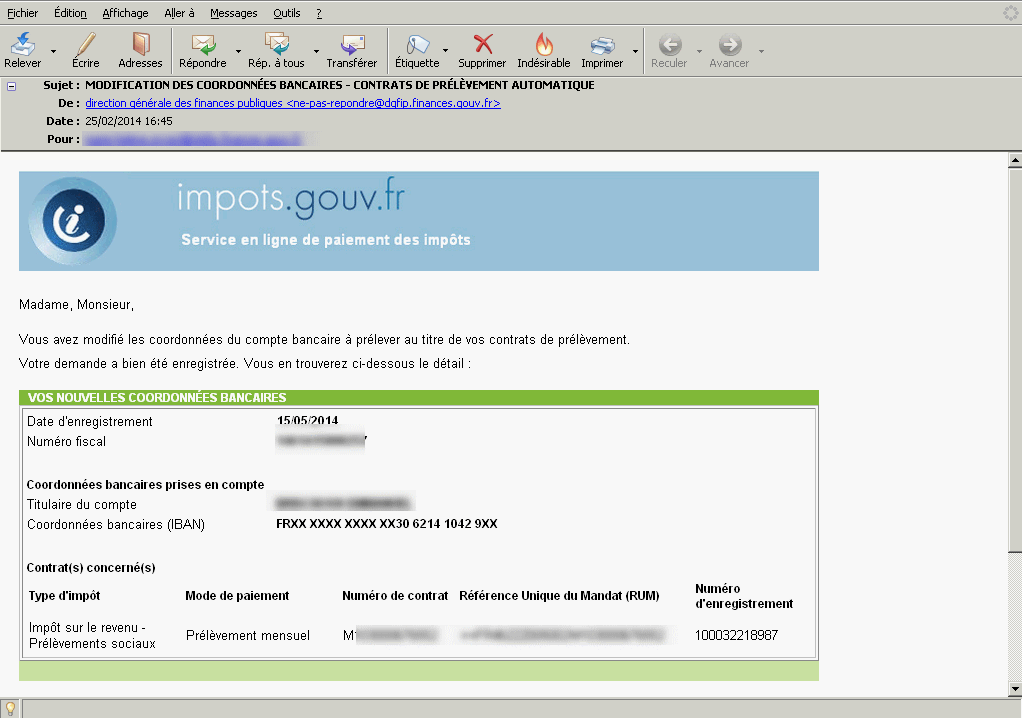 Fichier Édition Affichage Aller à Messages Outils ?
Relever Écrire Adresses Répondre Rép. à tous Transférer Étiquette Supprimer Indésirable Imprimer Reculer Avancer
Sujet : MODIFICATION DES COORDONNÉES BANCAIRES - CONTRATS DE PRÉLÈVEMENT AUTOMATIQUE
De : direction générale des finances publiques <ne-pas-repondre@dgfip.finances.gouv.fr>
Date : 25/02/2014 16:45
Pour :
impots.gouv.fr
Service en ligne de paiement des impôts
Madame, Monsieur,
Vous avez modifié les coordonnées du compte bancaire à prélever au titre de vos contrats de prélèvement.
Votre demande a bien été enregistrée. Vous en trouverez ci-dessous le détail :
VOS NOUVELLES COORDONNÉES BANCAIRES
Date d'enregistrement 15/05/2014
Numéro fiscal
Coordonnées bancaires prises en compte
Titulaire du compte
Coordonnées bancaires (IBAN) FRXX XXXX XXXX XX30 6214 1042 9XX
Contrat(s) concerné(s)
Type d'impôt Mode de paiement Numéro de contrat Référence Unique du Mandat (RUM) Numéro
d'enregistrement
Impôt sur le revenu -
Prélèvements sociaux Prélèvement mensuel 100032218987